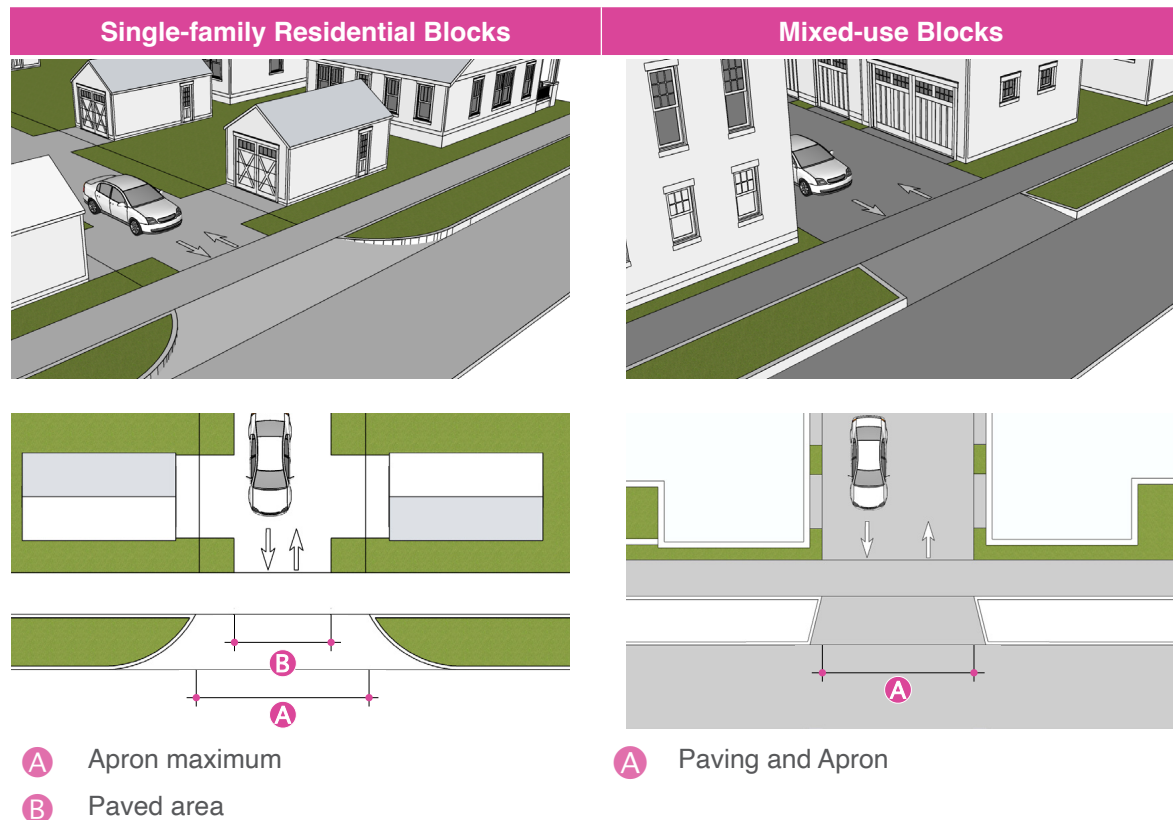 Single-family Residential Blocks
Mixed-use Blocks
B
A
A
A Apron maximum
B Paved area
A Paving and Apron